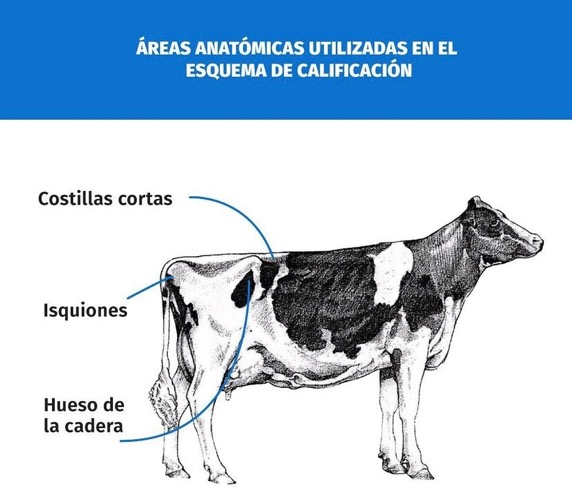 ÁREAS ANATÓMICAS UTILIZADAS EN EL
ESQUEMA DE CALIFICACIÓN
Costillas cortas
Isquiones
Hueso de
la cadera